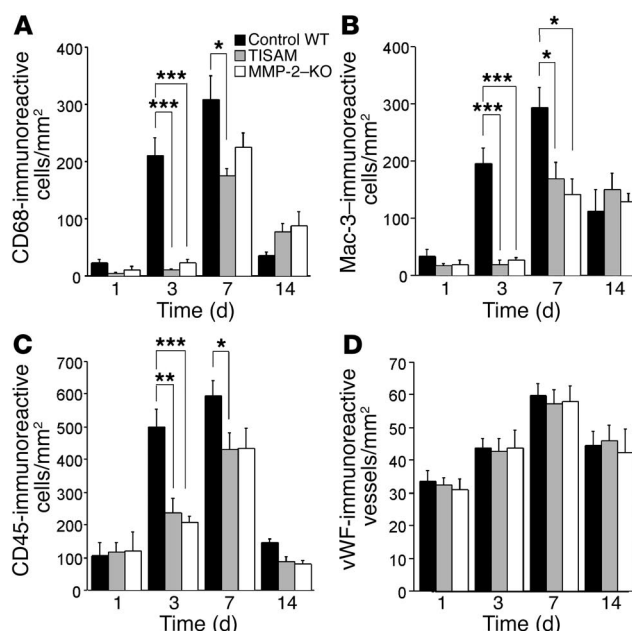 A
Control WT
TISAM
MMP-2–KO
CD68-immunoreactive
cells/mm²
400
300
200
100
0
***
***
*
1 3 7 14
Time (d)
B
Mac-3–immunoreactive
cells/mm²
400
300
200
100
0
***
***
*
*
1 3 7 14
Time (d)
C
CD45-immunoreactive
cells/mm²
700
600
500
400
300
200
100
0
***
**
*
1 3 7 14
Time (d)
D
vWF-immunoreactive
vessels/mm²
70
60
50
40
30
20
10
0
1 3 7 14
Time (d)